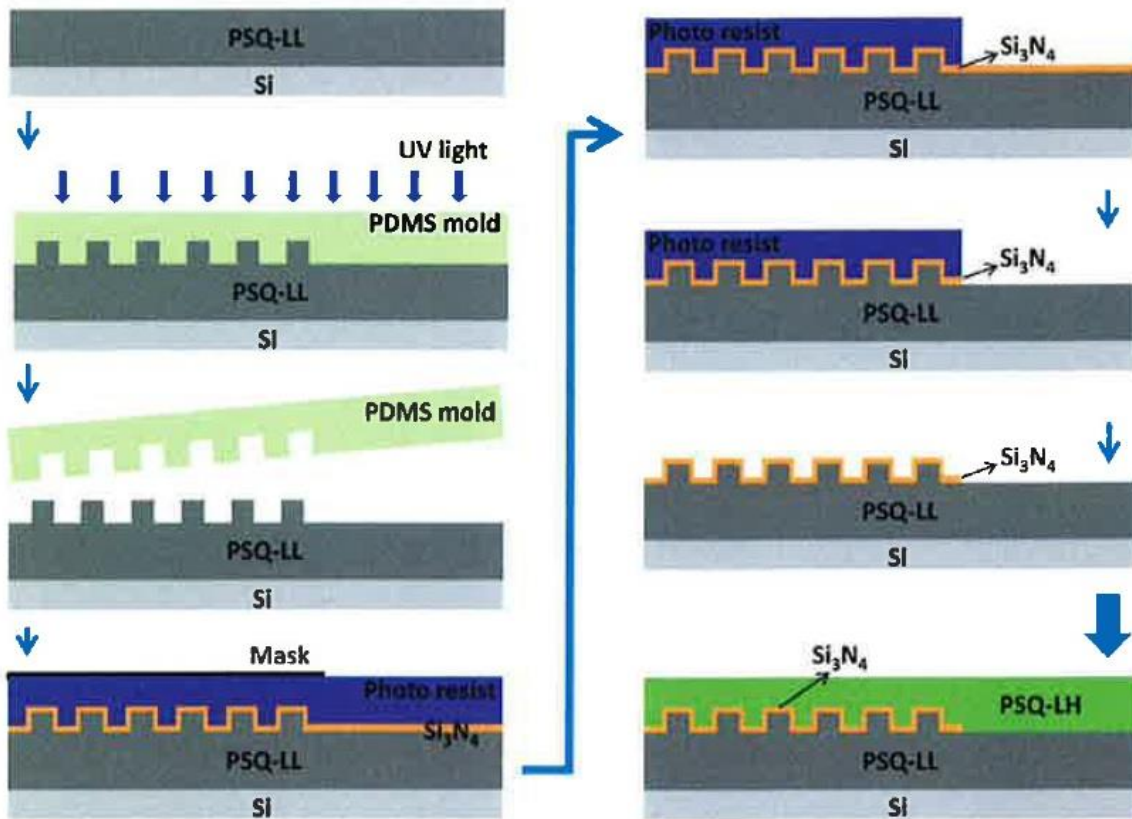 PSQ-LL
Si
UV light
PDMS mold
PSQ-LL
Si
PDMS mold
PSQ-LL
Si
Mask
Photo resist
Si₃N₄
PSQ-LL
Si
Photo resist
Si₃N₄
PSQ-LL
Si
Photo resist
Si₃N₄
PSQ-LL
Si
Si₃N₄
PSQ-LL
Si
Si₃N₄
PSQ-LH
PSQ-LL
Si